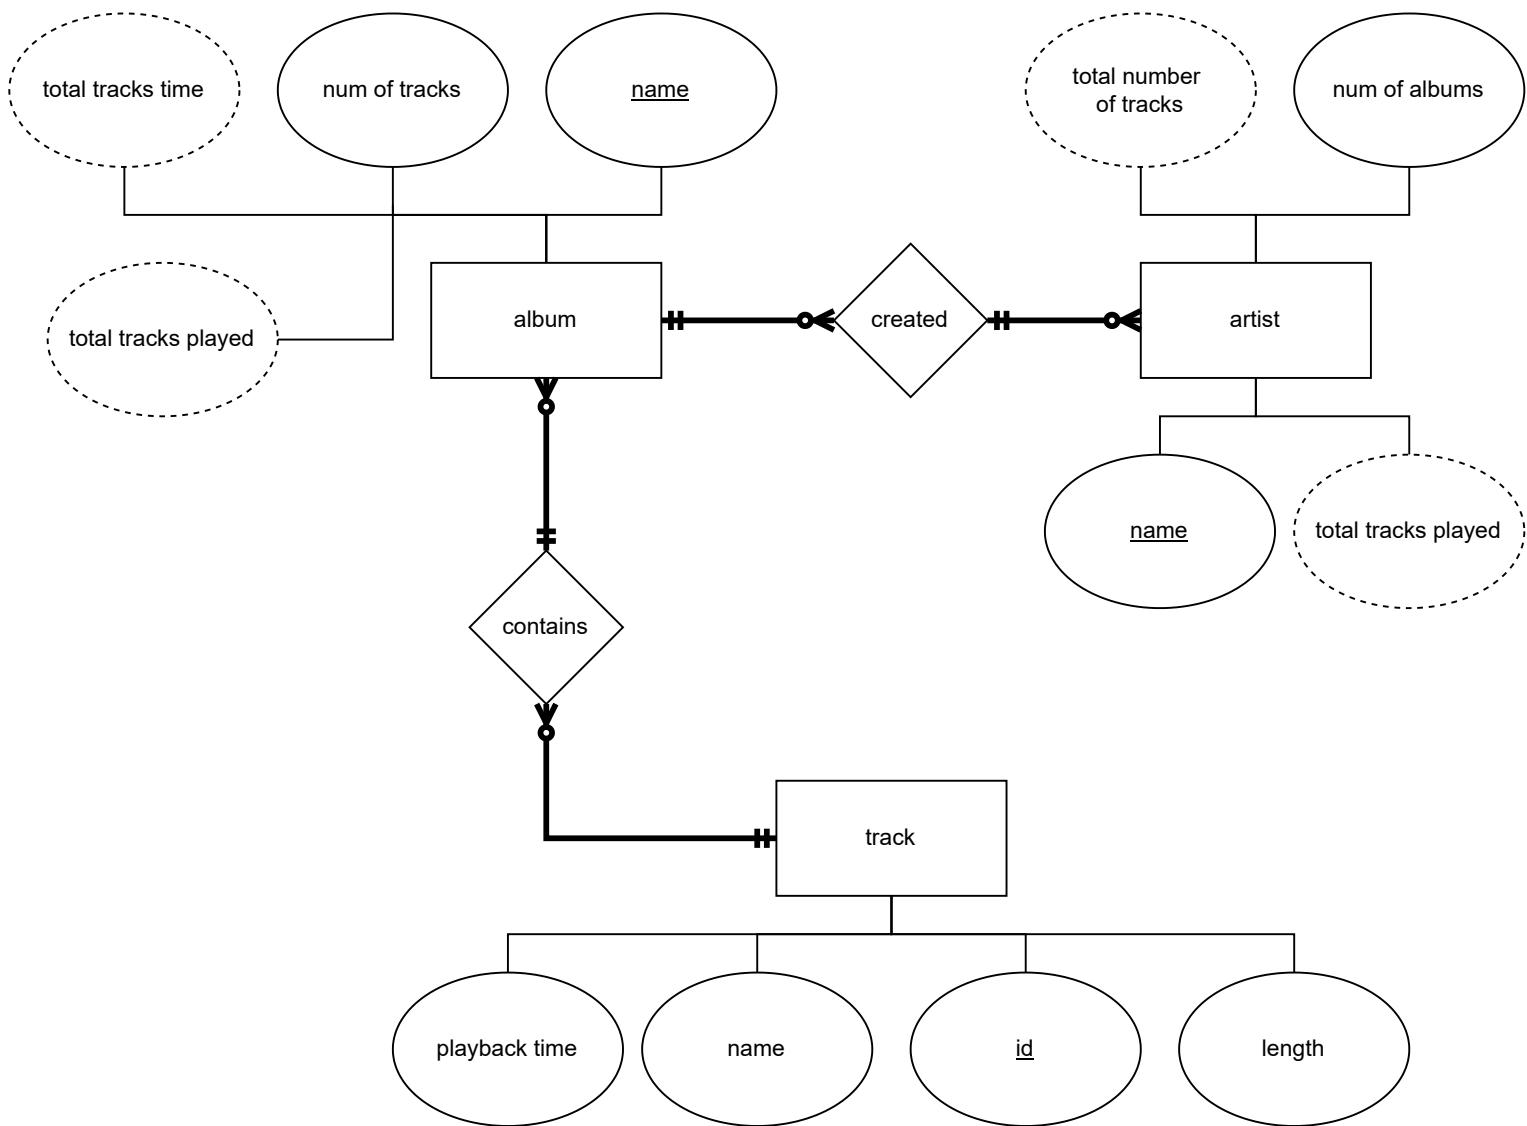 total tracks time
num of tracks
name
total number
of tracks
num of albums
total tracks played
album
created
artist
name
total tracks played
contains
track
playback time
name
id
length